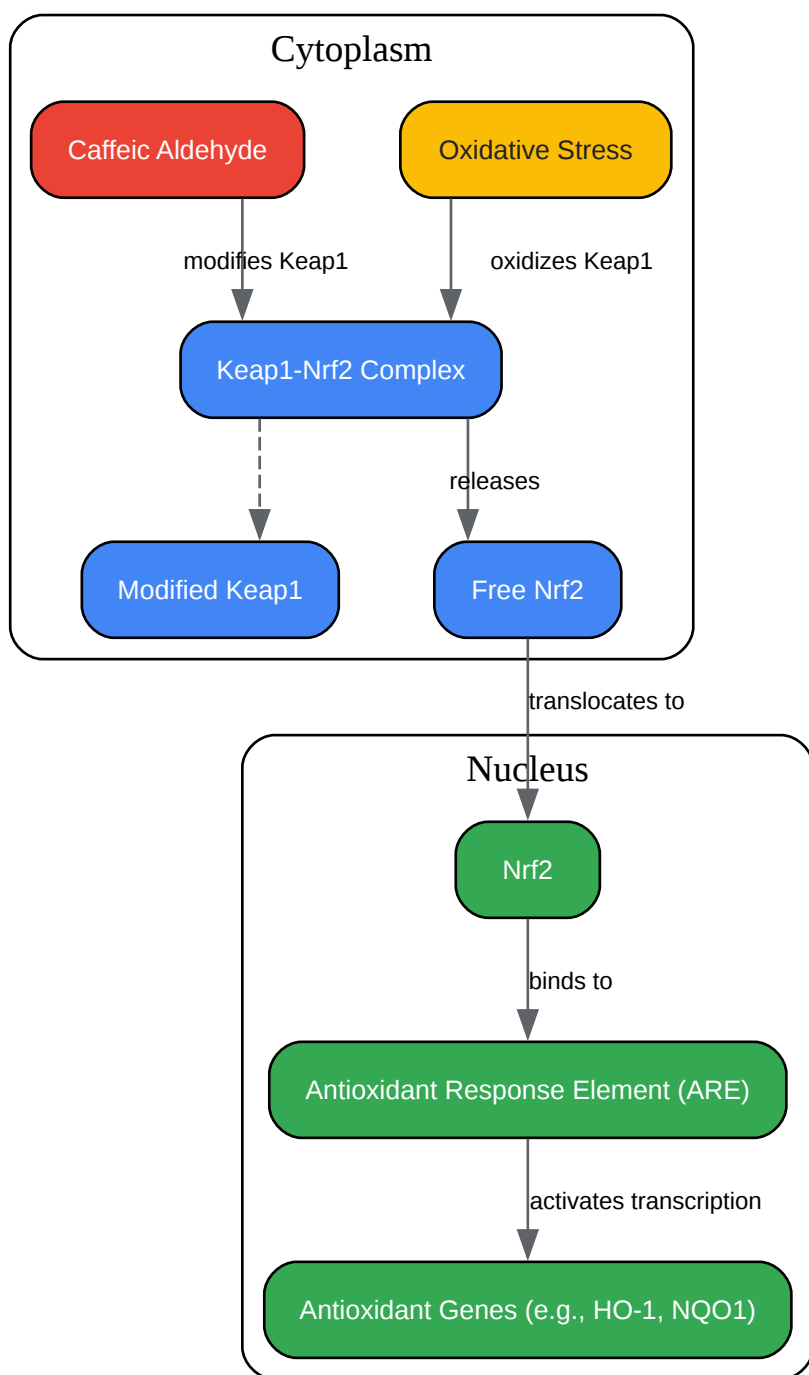 Cytoplasm
Caffeic Aldehyde
Oxidative Stress
modifies Keap1
oxidizes Keap1
Keap1-Nrf2 Complex
releases
Modified Keap1
Free Nrf2
translocates to
Nucleus
Nrf2
binds to
Antioxidant Response Element (ARE)
activates transcription
Antioxidant Genes (e.g., HO-1, NQO1)